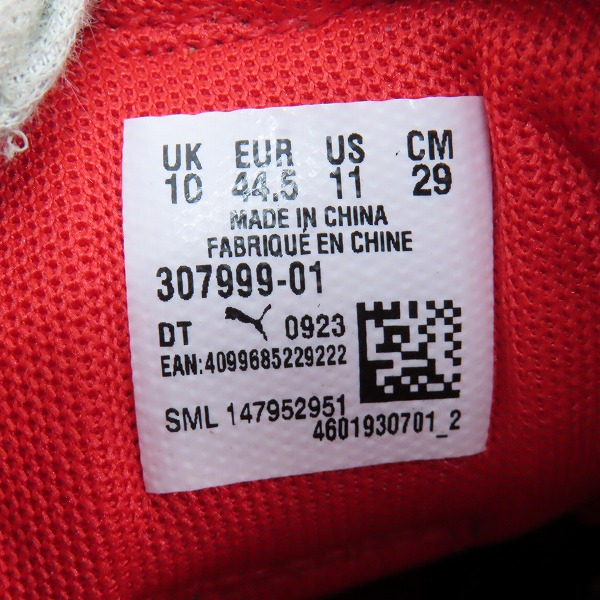 UK EUR US CM
10 44.5 11 29
MADE IN CHINA
FABRIQUÉ EN CHINE
307999-01
DT 0923
EAN:4099685229222
SML 147952951
4601930701_2